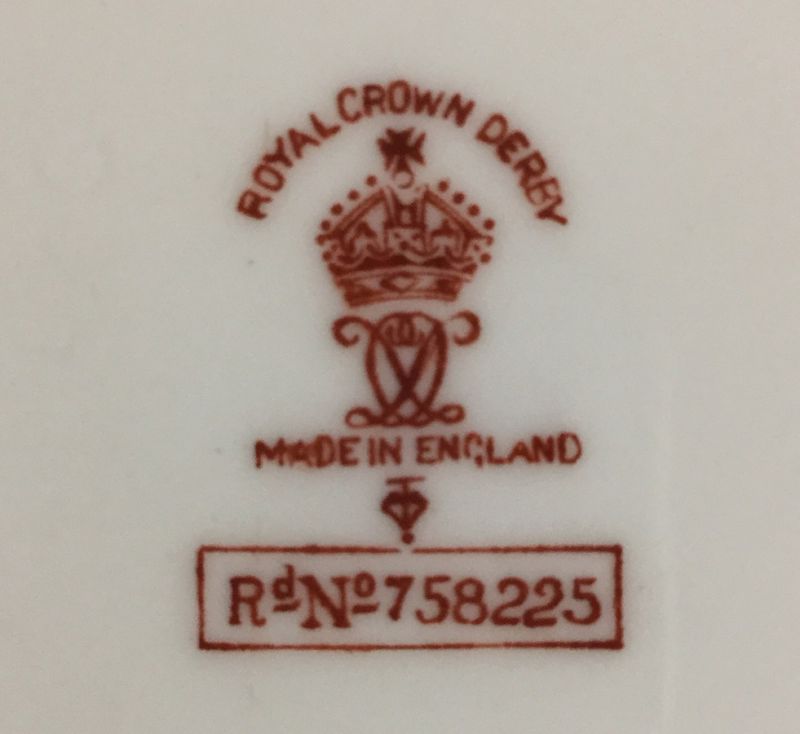 ROYAL CROWN DERBY
MADE IN ENGLAND
RᵈNº758225